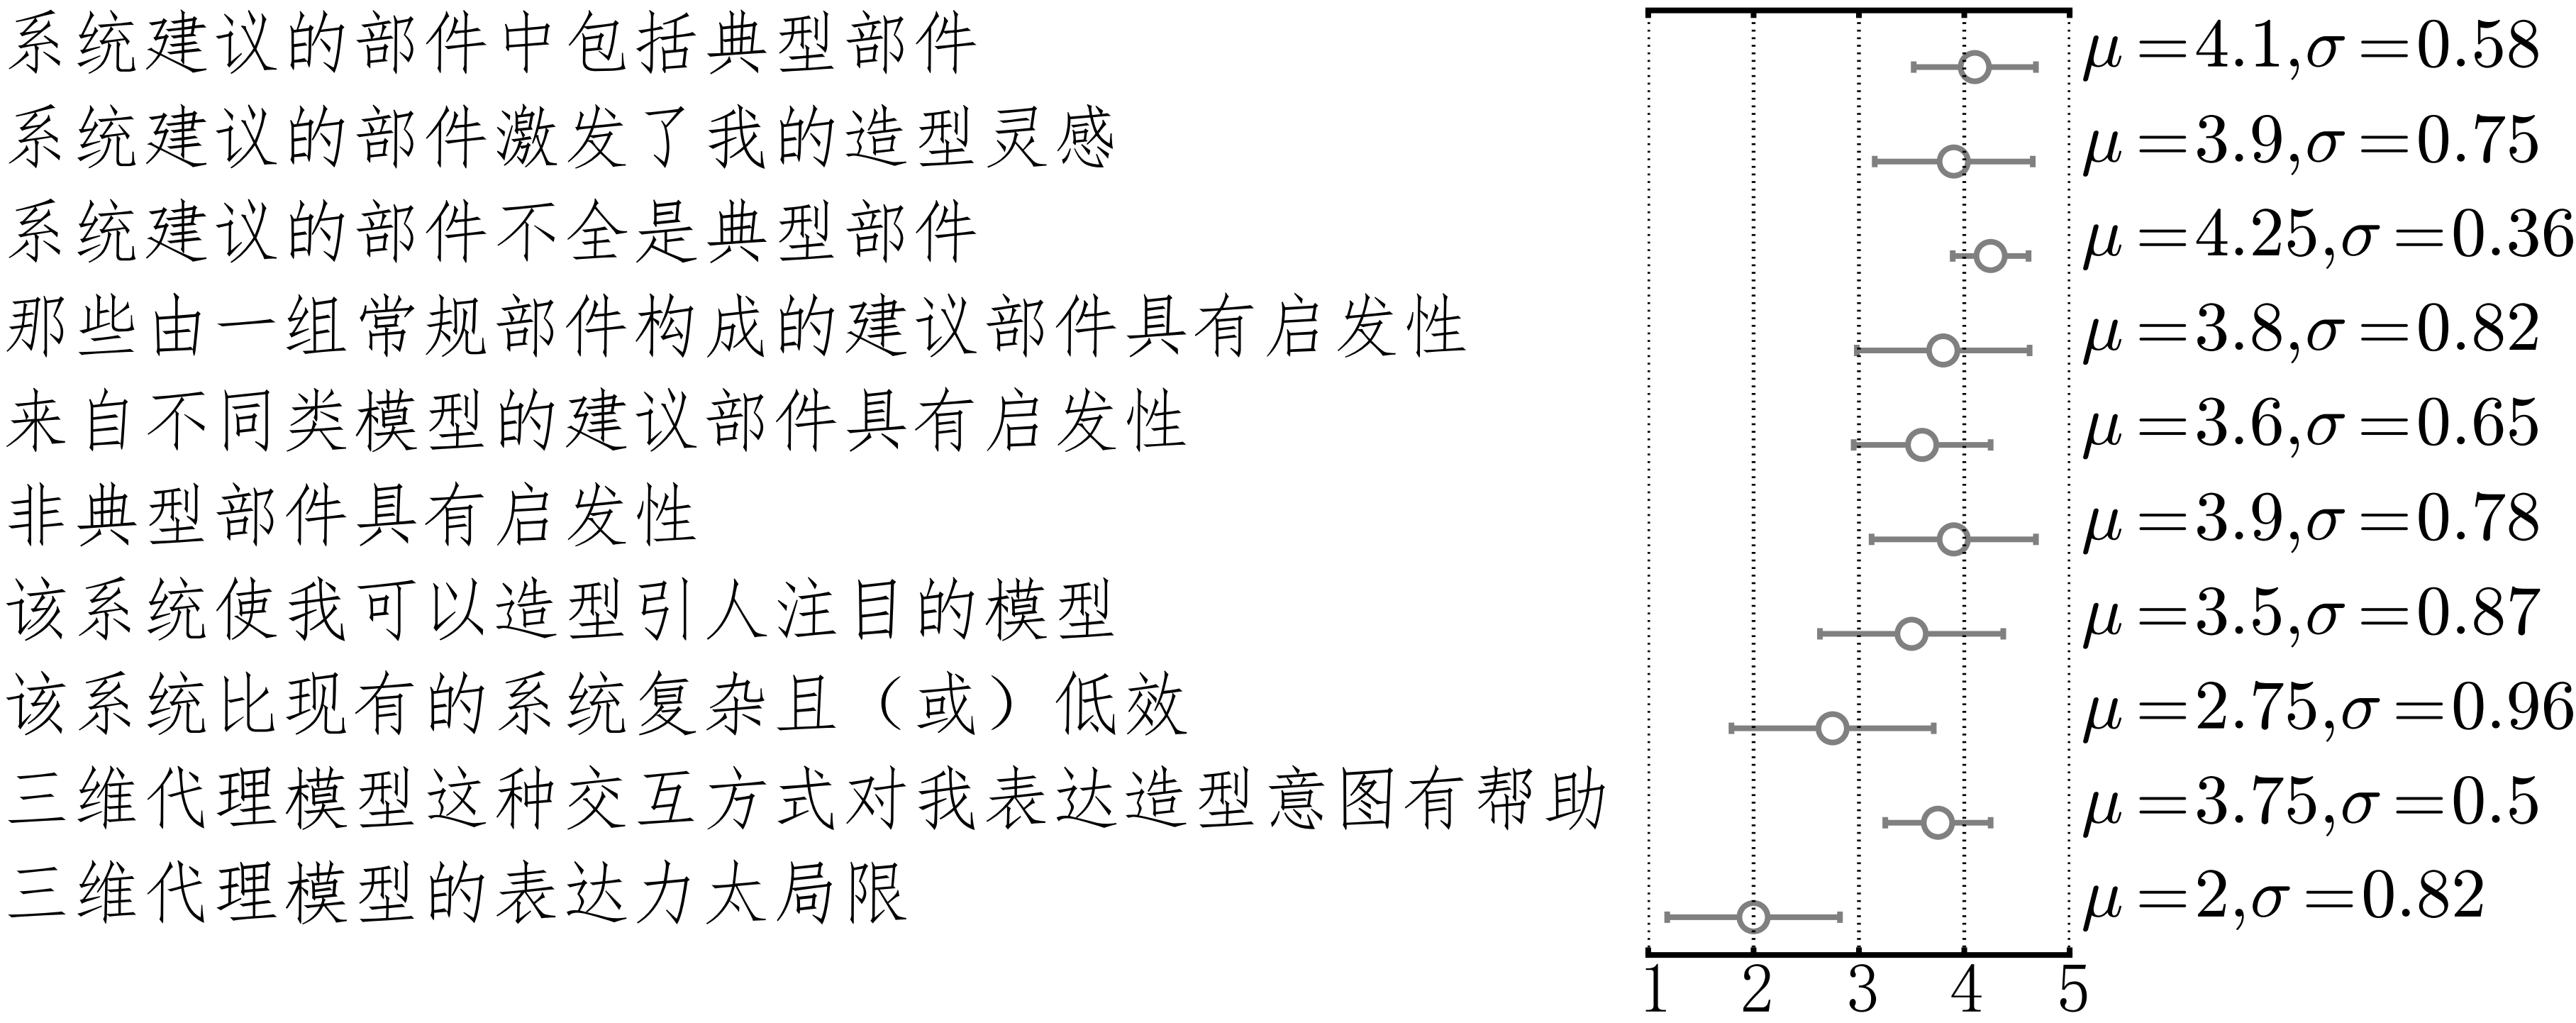 系统建议的部件中包括典型部件 μ=4.1,σ=0.58
系统建议的部件激发了我的造型灵感 μ=3.9,σ=0.75
系统建议的部件不全是典型部件 μ=4.25,σ=0.36
那些由一组常规部件构成的建议部件具有启发性 μ=3.8,σ=0.82
来自不同类模型的建议部件具有启发性 μ=3.6,σ=0.65
非典型部件具有启发性 μ=3.9,σ=0.78
该系统使我可以造型引人注目的模型 μ=3.5,σ=0.87
该系统比现有的系统复杂且（或）低效 μ=2.75,σ=0.96
三维代理模型这种交互方式对我表达造型意图有帮助 μ=3.75,σ=0.5
三维代理模型的表达力太局限 μ=2,σ=0.82
1 2 3 4 5